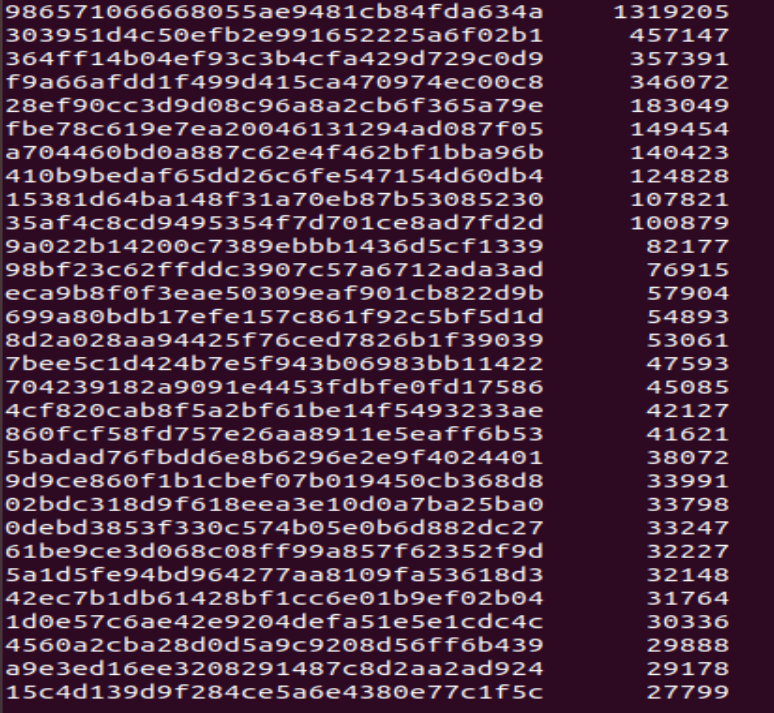 986571066668055ae9481cb84fda634a 1319205
303951d4c50efb2e991652225a6f02b1 457147
364ff14b04ef93c3b4cfa429d729c0d9 357391
f9a66afdd1f499d415ca470974ec00c8 346072
28ef90cc3d9d08c96a8a2cb6f365a79e 183049
fbe78c619e7ea20046131294ad087f05 149454
a704460bd0a887c62e4f462bf1bba96b 140423
410b9bedaf65dd26c6fe547154d60db4 124828
15381d64ba148f31a70eb87b53085230 107821
35af4c8cd9495354f7d701ce8ad7fd2d 100879
9a022b14200c7389ebbb1436d5cf1339 82177
98bf23c62ffddc3907c57a6712ada3ad 76915
eca9b8f0f3eae50309eaf901cb822d9b 57904
699a80bdb17efe157c861f92c5bf5d1d 54893
8d2a028aa94425f76ced7826b1f39039 53061
7bee5c1d424b7e5f943b06983bb11422 47593
704239182a9091e4453fdbfe0fd17586 45085
4cf820cab8f5a2bf61be14f5493233ae 42127
860fcf58fd757e26aa8911e5eaff6b53 41621
5badad76fbdd6e8b6296e2e9f4024401 38072
9d9ce860f1b1cbef07b019450cb368d8 33991
02bdc318d9f618eea3e10d0a7ba25ba0 33798
0debd3853f330c574b05e0b6d882dc27 33247
61be9ce3d068c08ff99a857f62352f9d 32227
5a1d5fe94bd964277aa8109fa53618d3 32148
42ec7b1db61428bf1cc6e01b9ef02b04 31764
1d0e57c6ae42e9204defa51e5e1cdc4c 30336
4560a2cba28d0d5a9c9208d56ff6b439 29888
a9e3ed16ee3208291487c8d2aa2ad924 29178
15c4d139d9f284ce5a6e4380e77c1f5c 27799